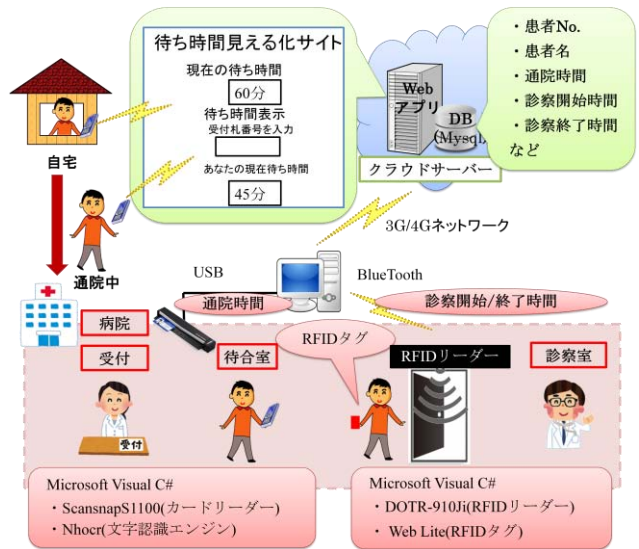 待ち時間見える化サイト
現在の待ち時間
60分
待ち時間表示
受付札番号を入力
あなたの現在待ち時間
45分
Web
アプリ
DB
(Mysql
クラウドサーバー
・患者No.
・患者名
・通院時間
・診察開始時間
・診察終了時間
など
自宅
通院中
3G/4Gネットワーク
USB
BlueTooth
通院時間
診察開始/終了時間
病院
受付
待合室
RFIDタグ
RFIDリーダー
診察室
受付
Microsoft Visual C#
・ScansnapS1100(カードリーダー)
・Nhocr(文字認識エンジン)
Microsoft Visual C#
・DOTR-910Ji(RFIDリーダー)
・Web Lite(RFIDタグ)